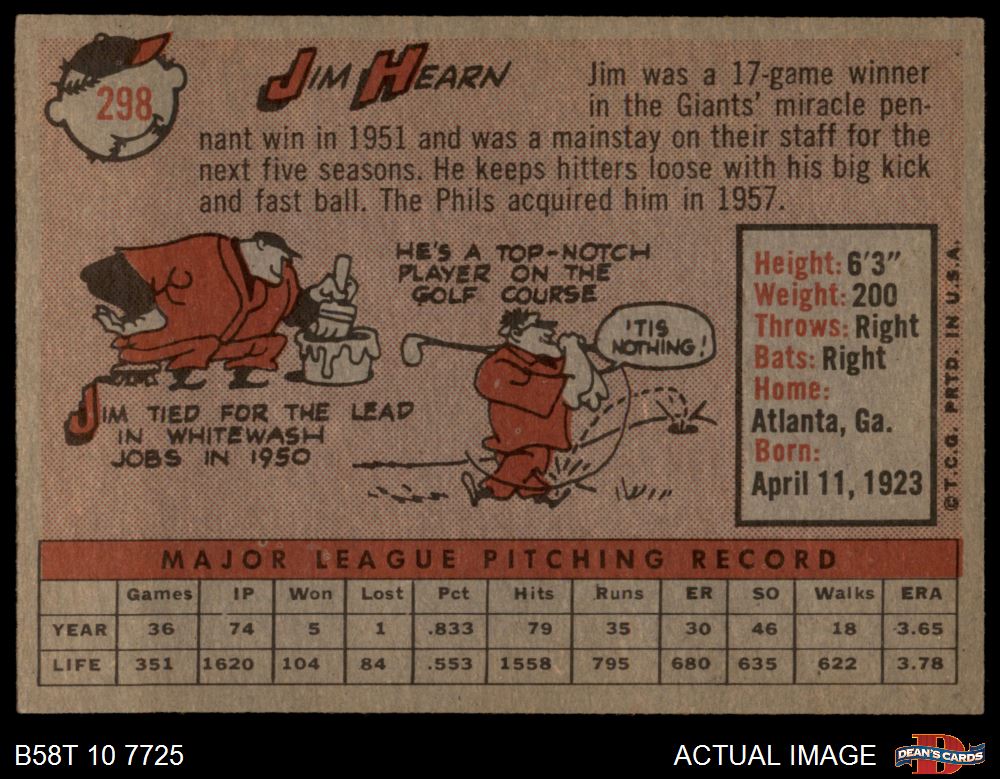 298
JIM HEARN
Jim was a 17-game winner
in the Giants' miracle pen-
nant win in 1951 and was a mainstay on their staff for the
next five seasons. He keeps hitters loose with his big kick
and fast ball. The Phils acquired him in 1957.
HE'S A TOP-NOTCH
PLAYER ON THE
GOLF COURSE
'TIS
NOTHING!
JIM TIED FOR THE LEAD
IN WHITEWASH
JOBS IN 1950
Height: 6'3"
Weight: 200
Throws: Right
Bats: Right
Home:
Atlanta, Ga.
Born:
April 11, 1923
© T.C.G. PRTD. IN U.S.A.
MAJOR LEAGUE PITCHING RECORD
Games IP Won Lost Pct Hits Runs ER SO Walks ERA
YEAR 36 74 5 1 .833 79 35 30 46 18 3.65
LIFE 351 1620 104 84 .553 1558 795 680 635 622 3.78
B58T 10 7725
ACTUAL IMAGE
DEAN'S CARDS